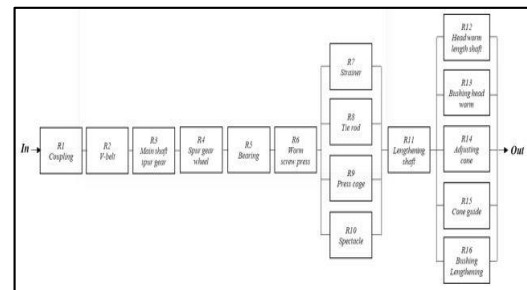 In
R1
Coupling
R2
V-belt
R3
Main shaft
spur gear
R4
Spur gear
wheel
R5
Bearing
R6
Worm
screw press
R7
Strainer
R8
Tie rod
R9
Press cage
R10
Spectacle
R11
Lengthening
shaft
R12
Head warm
length shaft
R13
Bushing head
warm
R14
Adjusting
cone
R15
Cone guide
R16
Bushing
Lengthening
Out